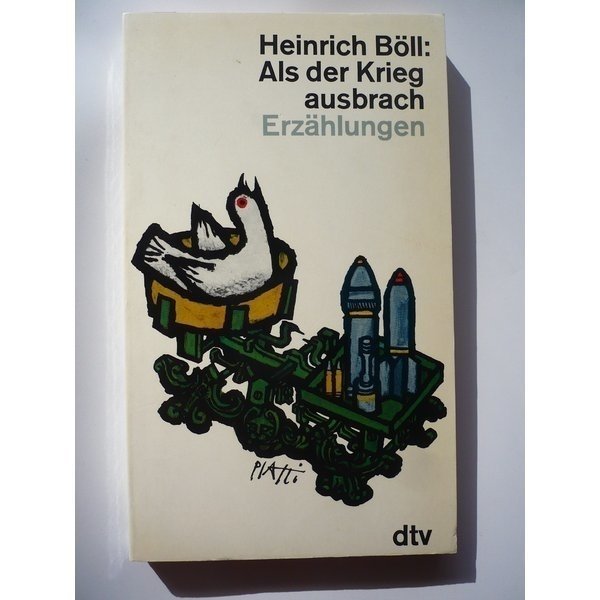 Heinrich Böll:
Als der Krieg
ausbrach
Erzählungen
Platti
dtv